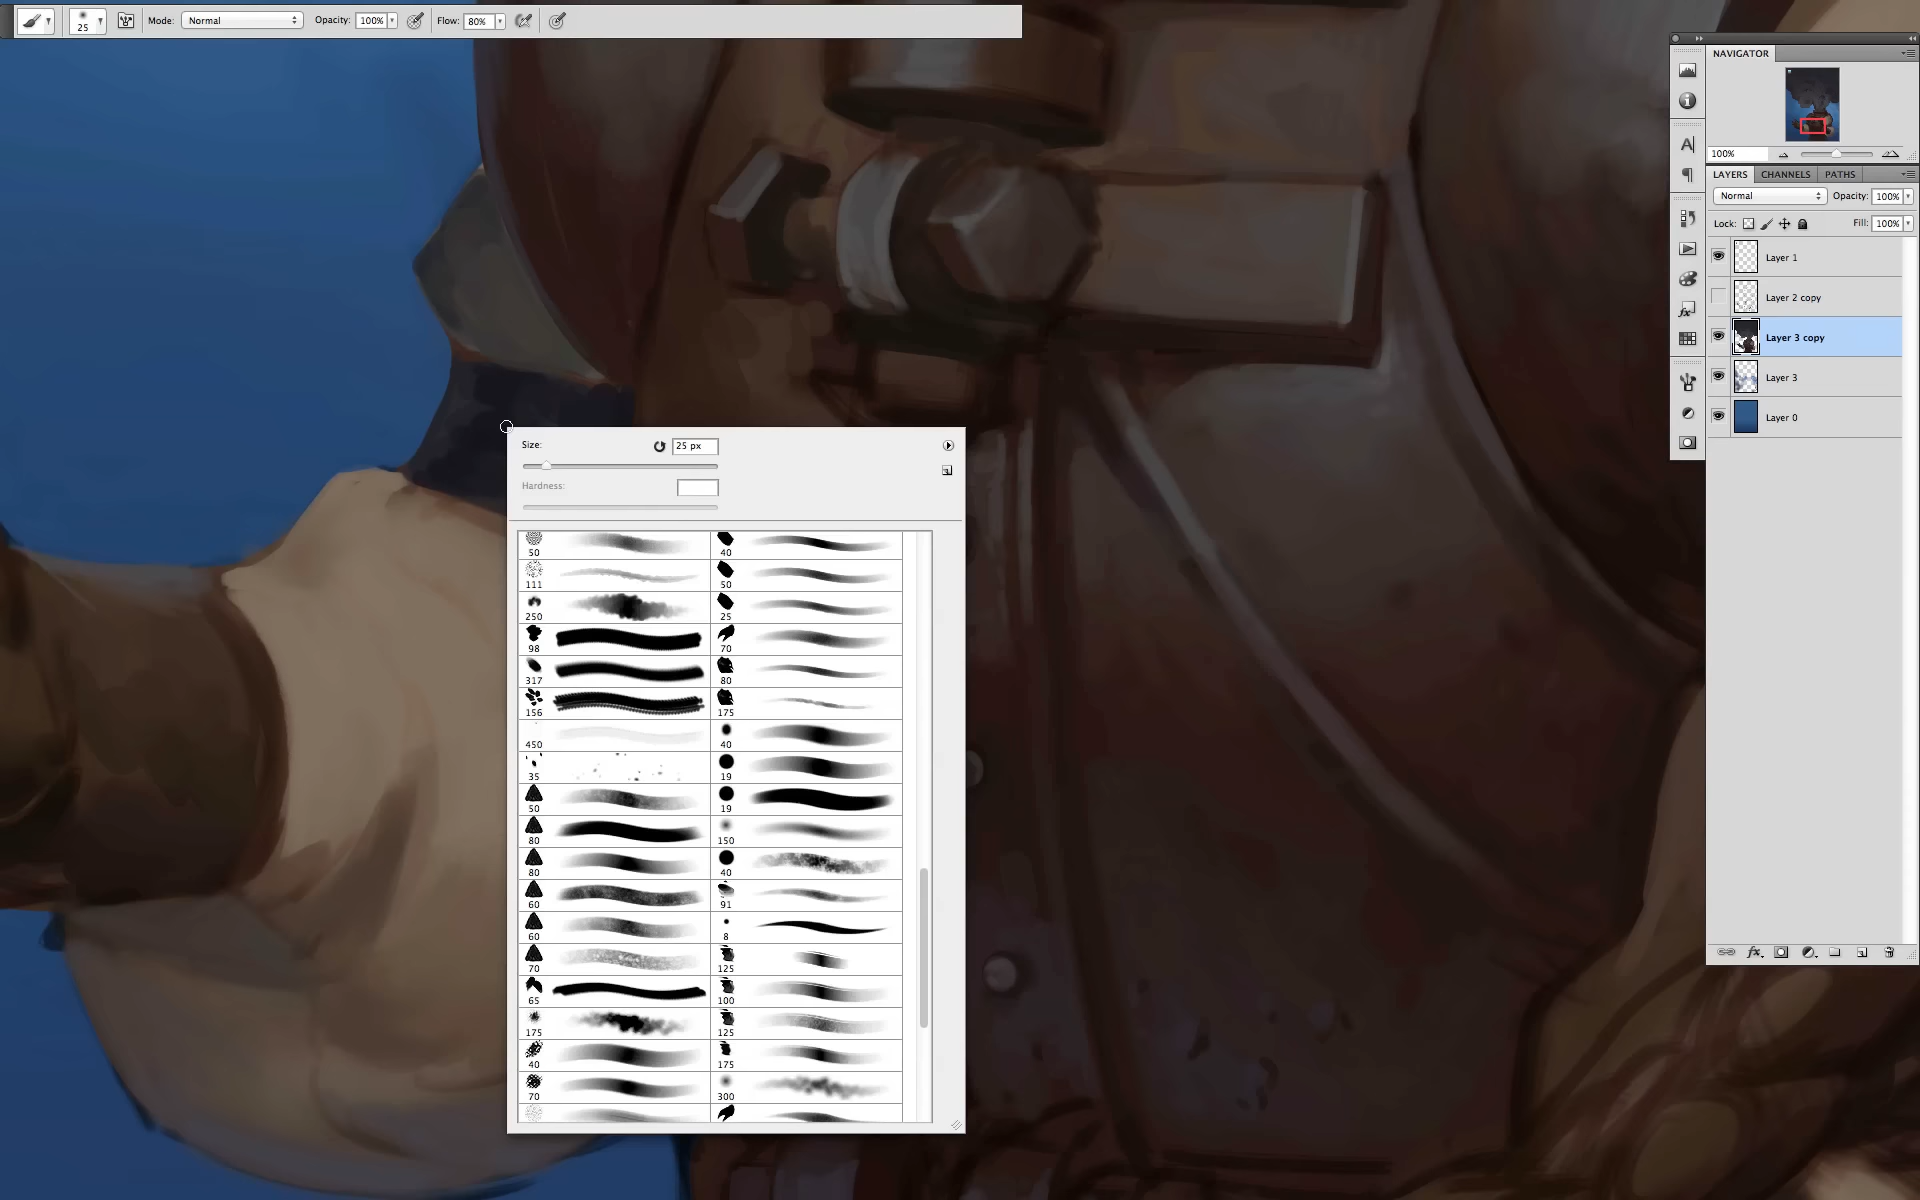 25
Mode:
Normal
Opacity:
100%
Flow:
80%
NAVIGATOR
100%
LAYERS
CHANNELS
PATHS
Normal
Opacity:
100%
Lock:
Fill:
100%
Layer 1
Layer 2 copy
Layer 3 copy
Layer 3
Layer 0
A
fx
fx
Size:
25 px
Hardness:
50
40
111
50
250
25
98
70
317
80
156
175
450
40
35
19
50
19
80
150
80
40
60
91
60
8
70
125
65
100
175
125
40
175
70
300